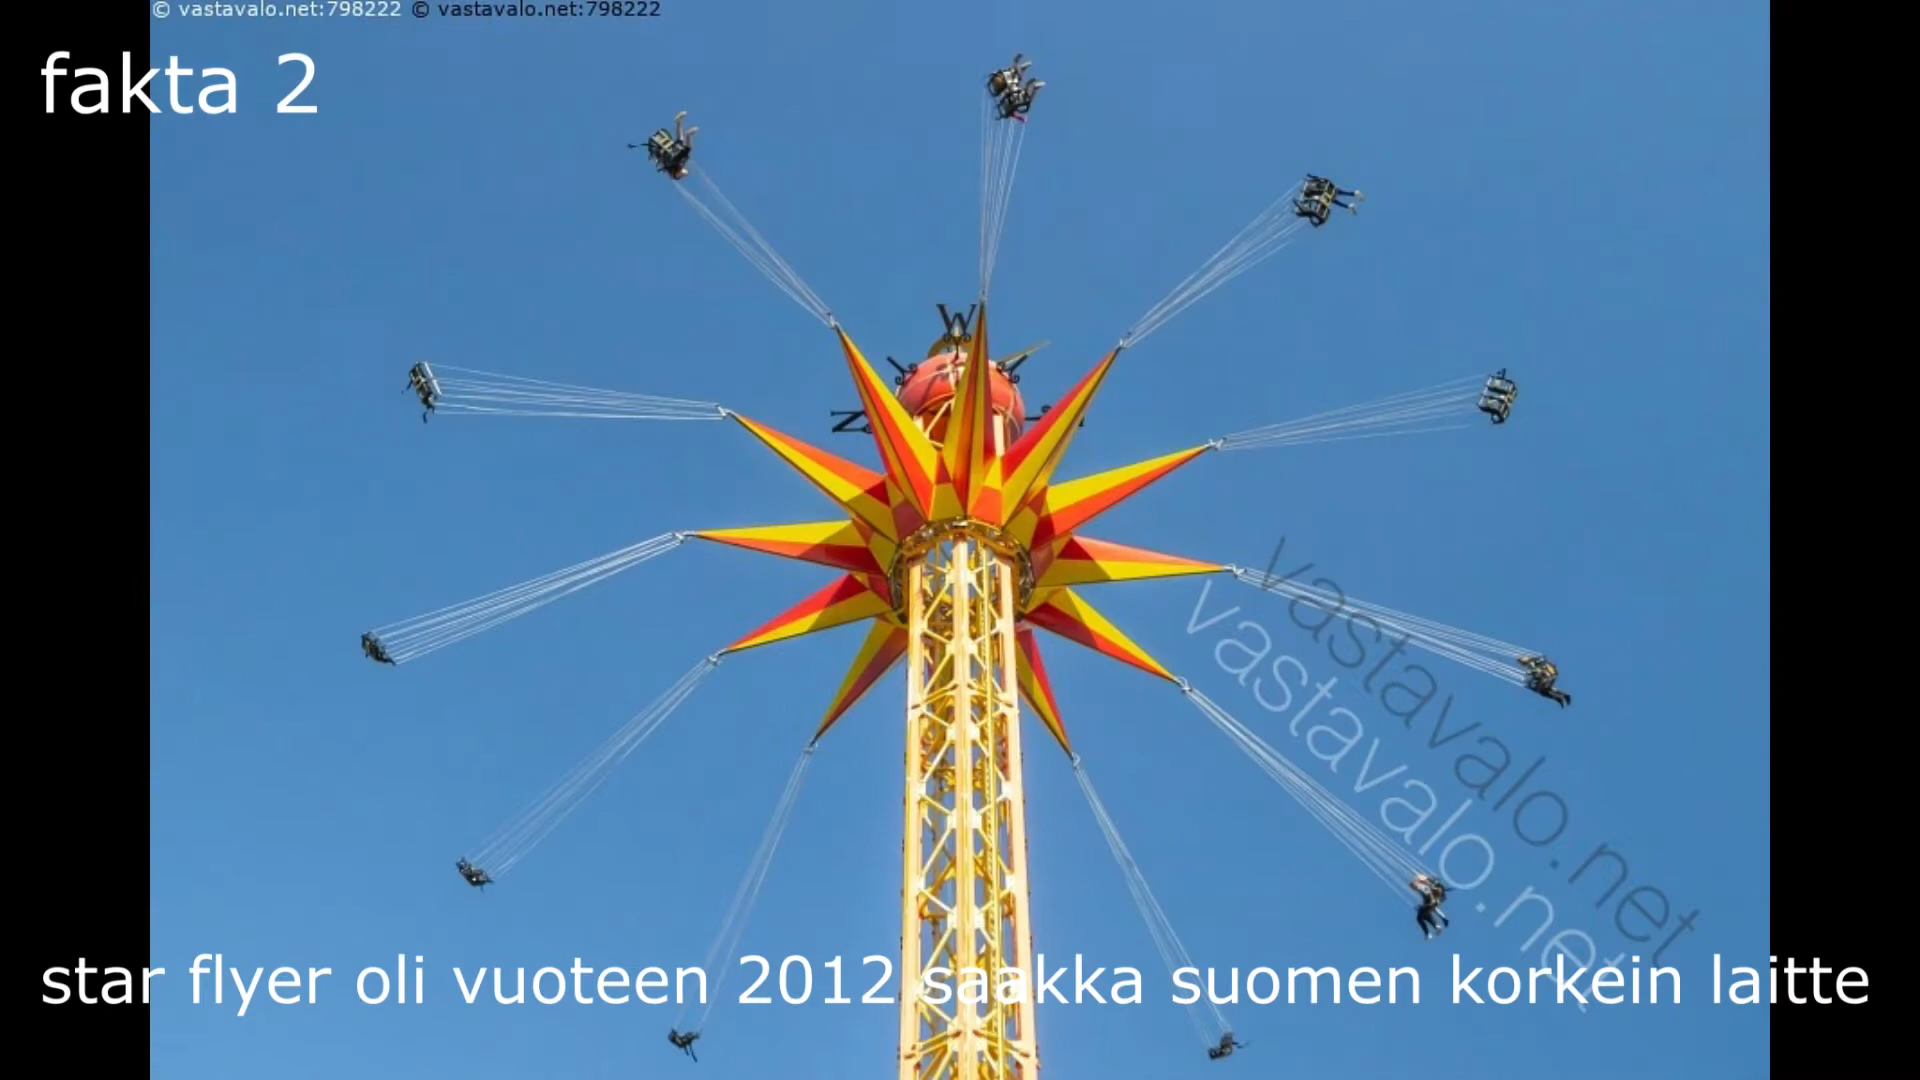 © vastavalo.net:798222 © vastavalo.net:798222
fakta 2
W
N
vastavalo.net
vastavalo.net
star flyer oli vuoteen 2012 saakka suomen korkein laitte